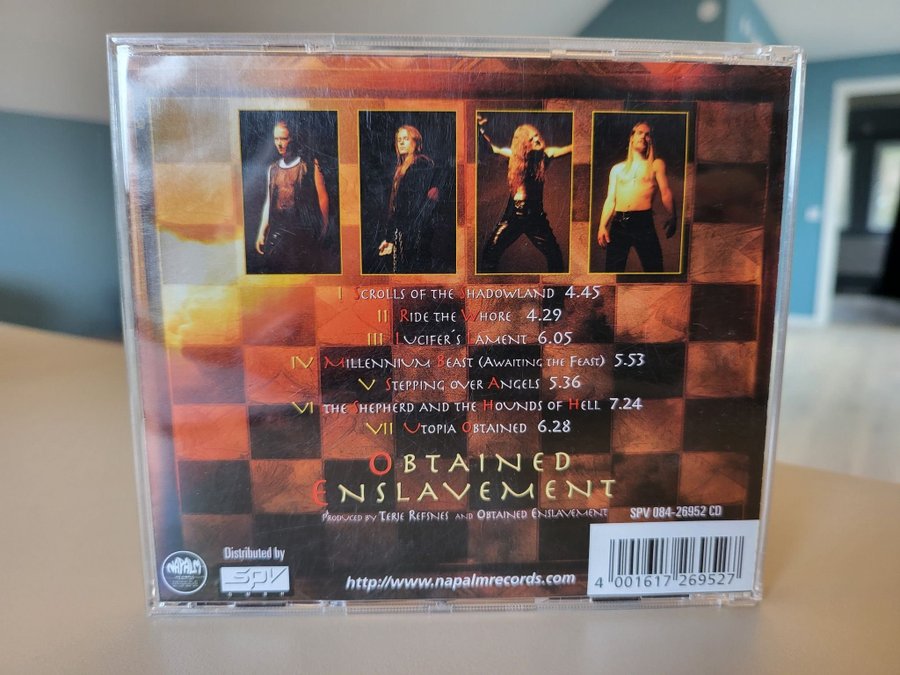 I Scrolls of the Shadowland 4.45
II Ride the Whore 4.29
III Lucifer's Lament 6.05
IV Millennium Beast (Awaiting the Feast) 5.53
V Stepping over Angels 5.36
VI The Shepherd and the Hounds of Hell 7.24
VII Utopia Obtained 6.28
Obtained
Enslavement
Produced by Terje Refsnes and Obtained Enslavement
SPV 084-26952 CD
Distributed by
NAPALM
SPV
http://www.napalmrecords.com
4 001617 269527